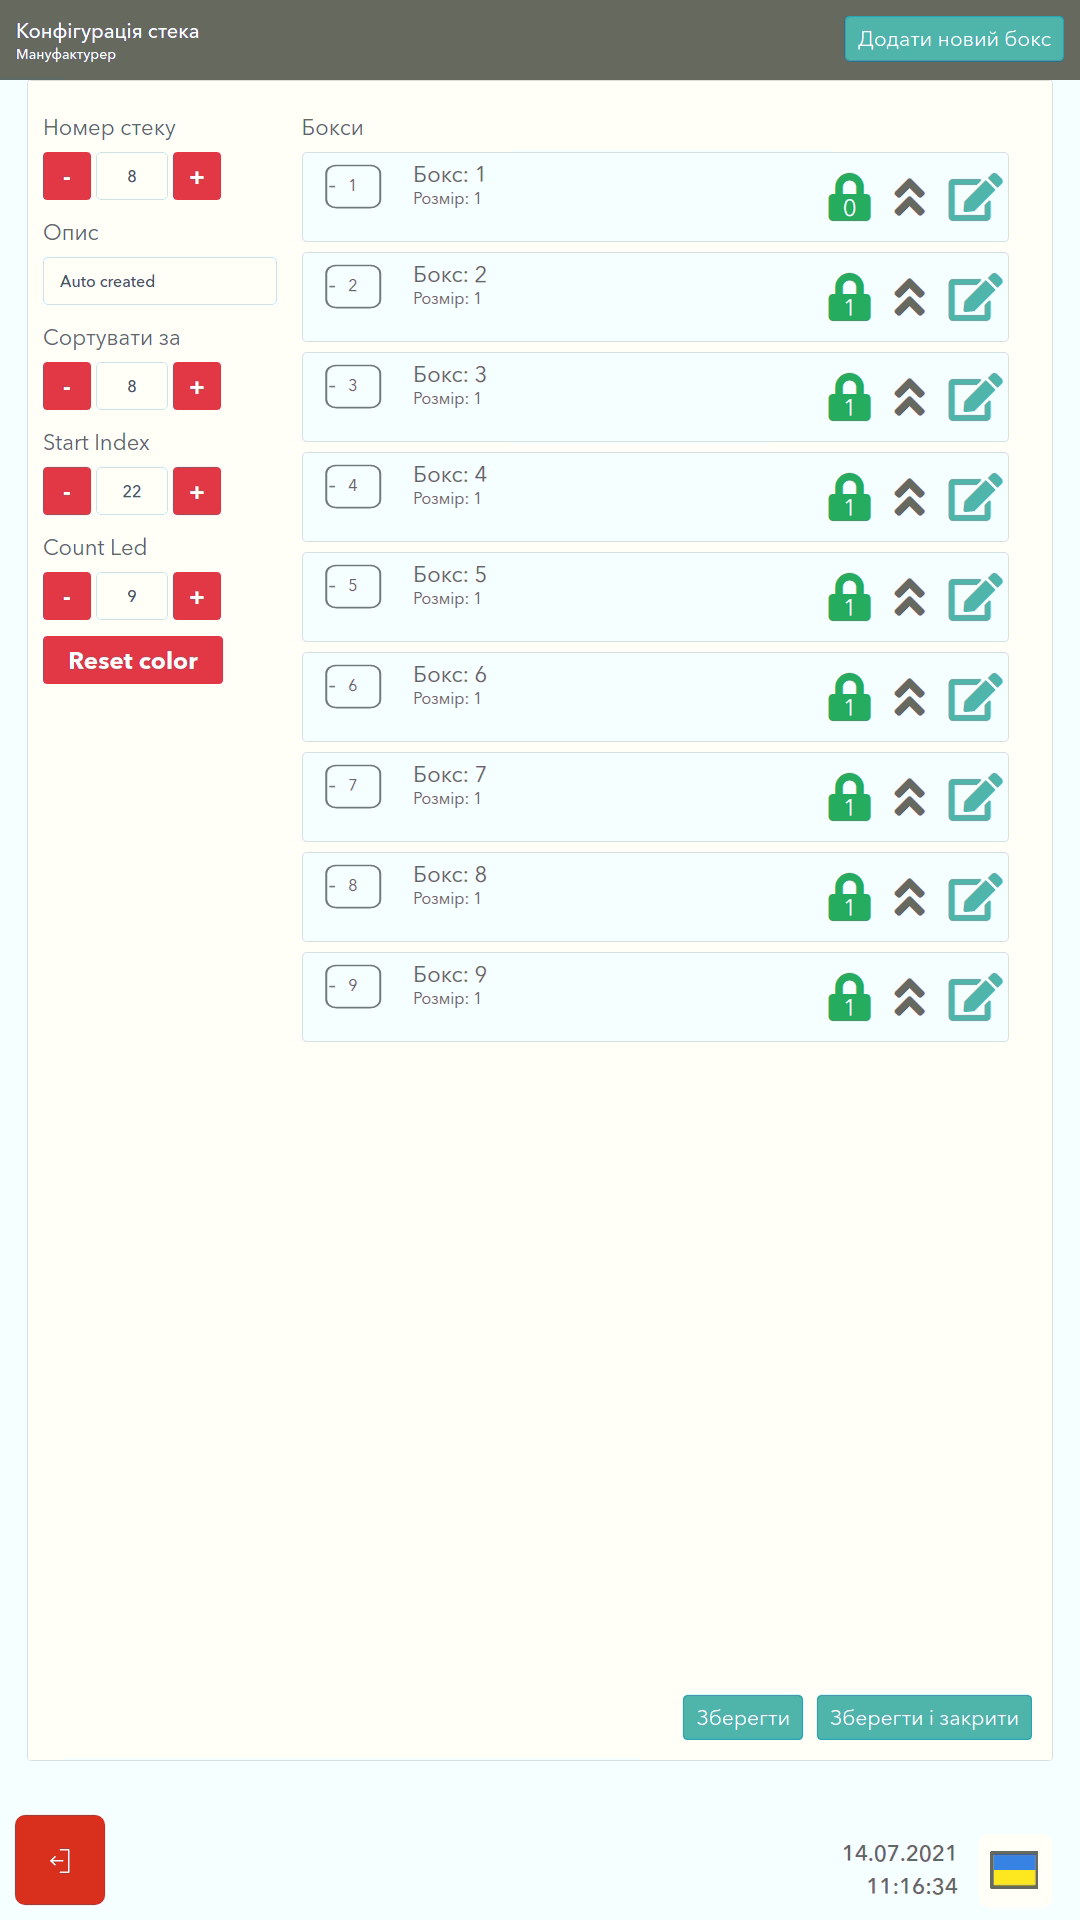 Конфігурація стека
Мануфактурер
Додати новий бокс
Номер стеку
- 8 +
Опис
Auto created
Сортувати за
- 8 +
Start Index
- 22 +
Count Led
- 9 +
Reset color
Бокси
- 1
Бокс: 1
Розмір: 1
0
- 2
Бокс: 2
Розмір: 1
1
- 3
Бокс: 3
Розмір: 1
1
- 4
Бокс: 4
Розмір: 1
1
- 5
Бокс: 5
Розмір: 1
1
- 6
Бокс: 6
Розмір: 1
1
- 7
Бокс: 7
Розмір: 1
1
- 8
Бокс: 8
Розмір: 1
1
- 9
Бокс: 9
Розмір: 1
1
Зберегти
Зберегти і закрити
14.07.2021
11:16:34